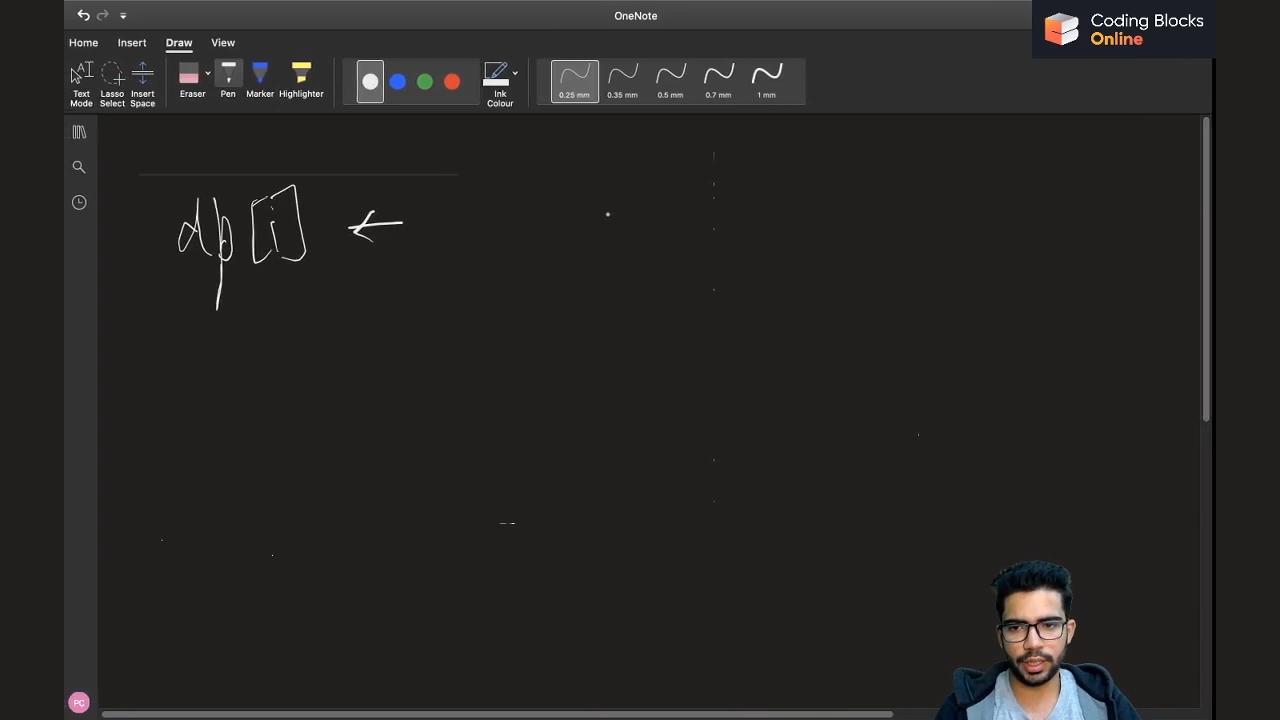 OneNote
Coding Blocks
Online
Home Insert Draw View
Text Mode
Lasso Select
Insert Space
Eraser
Pen
Marker
Highlighter
Ink Colour
0.25 mm 0.35 mm 0.5 mm 0.7 mm 1 mm
dp[i] ←
PC